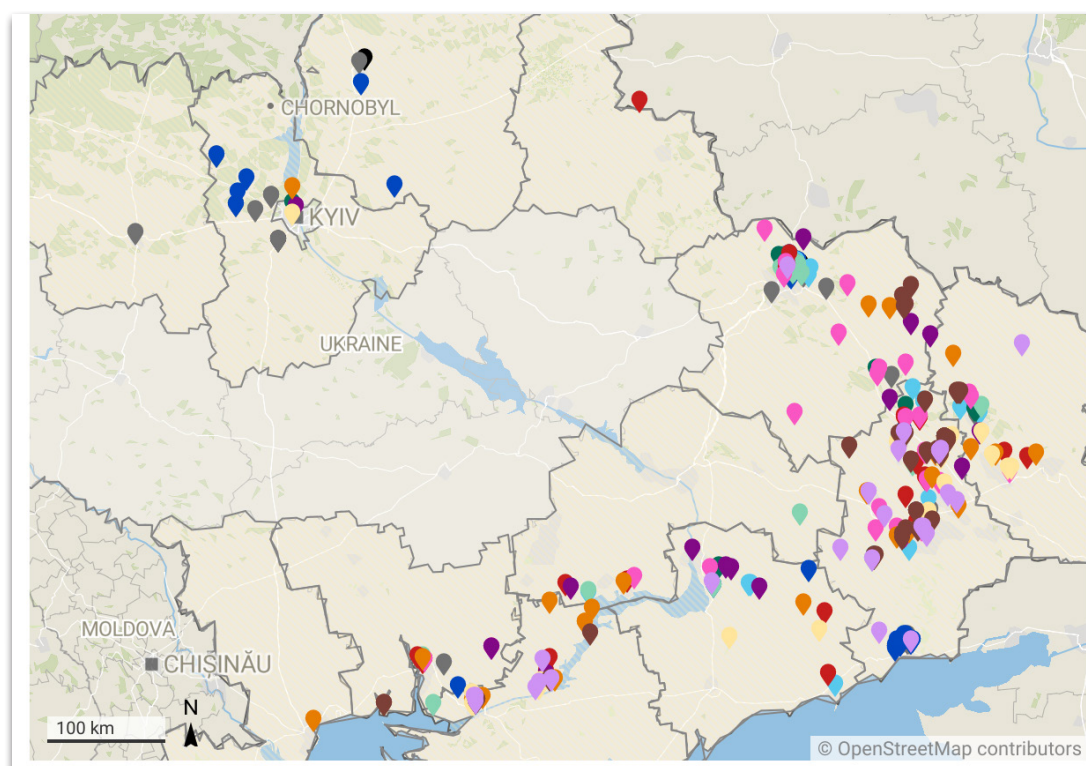 CHORNOBYL
KYIV
UKRAINE
MOLDOVA
CHIȘINĂU
100 km
N
© OpenStreetMap contributors